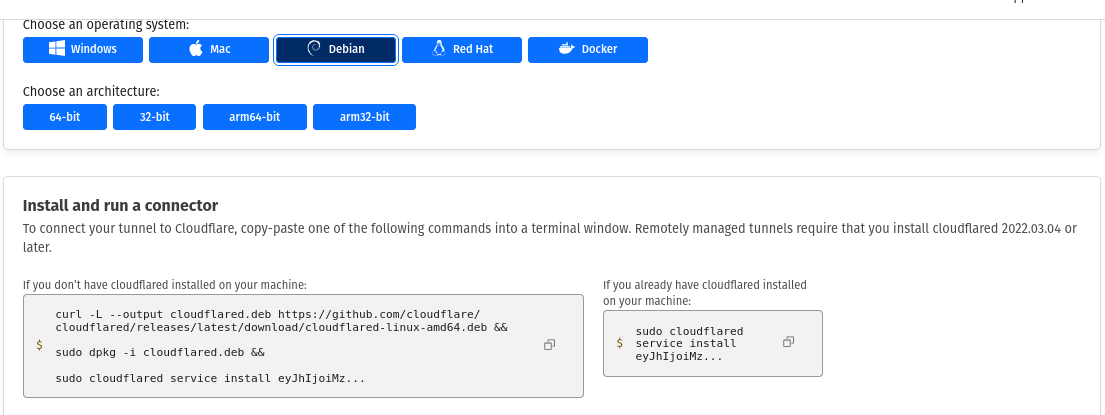 Choose an operating system:
Windows Mac Debian Red Hat Docker
Choose an architecture:
64-bit 32-bit arm64-bit arm32-bit
Install and run a connector
To connect your tunnel to Cloudflare, copy-paste one of the following commands into a terminal window. Remotely managed tunnels require that you install cloudflared 2022.03.04 or
later.
If you don’t have cloudflared installed on your machine:
$ curl -L --output cloudflared.deb https://github.com/cloudflare/
cloudflared/releases/latest/download/cloudflared-linux-amd64.deb &&
sudo dpkg -i cloudflared.deb &&
sudo cloudflared service install eyJhIjoiMz...
If you already have cloudflared installed
on your machine:
$ sudo cloudflared
service install
eyJhIjoiMz...